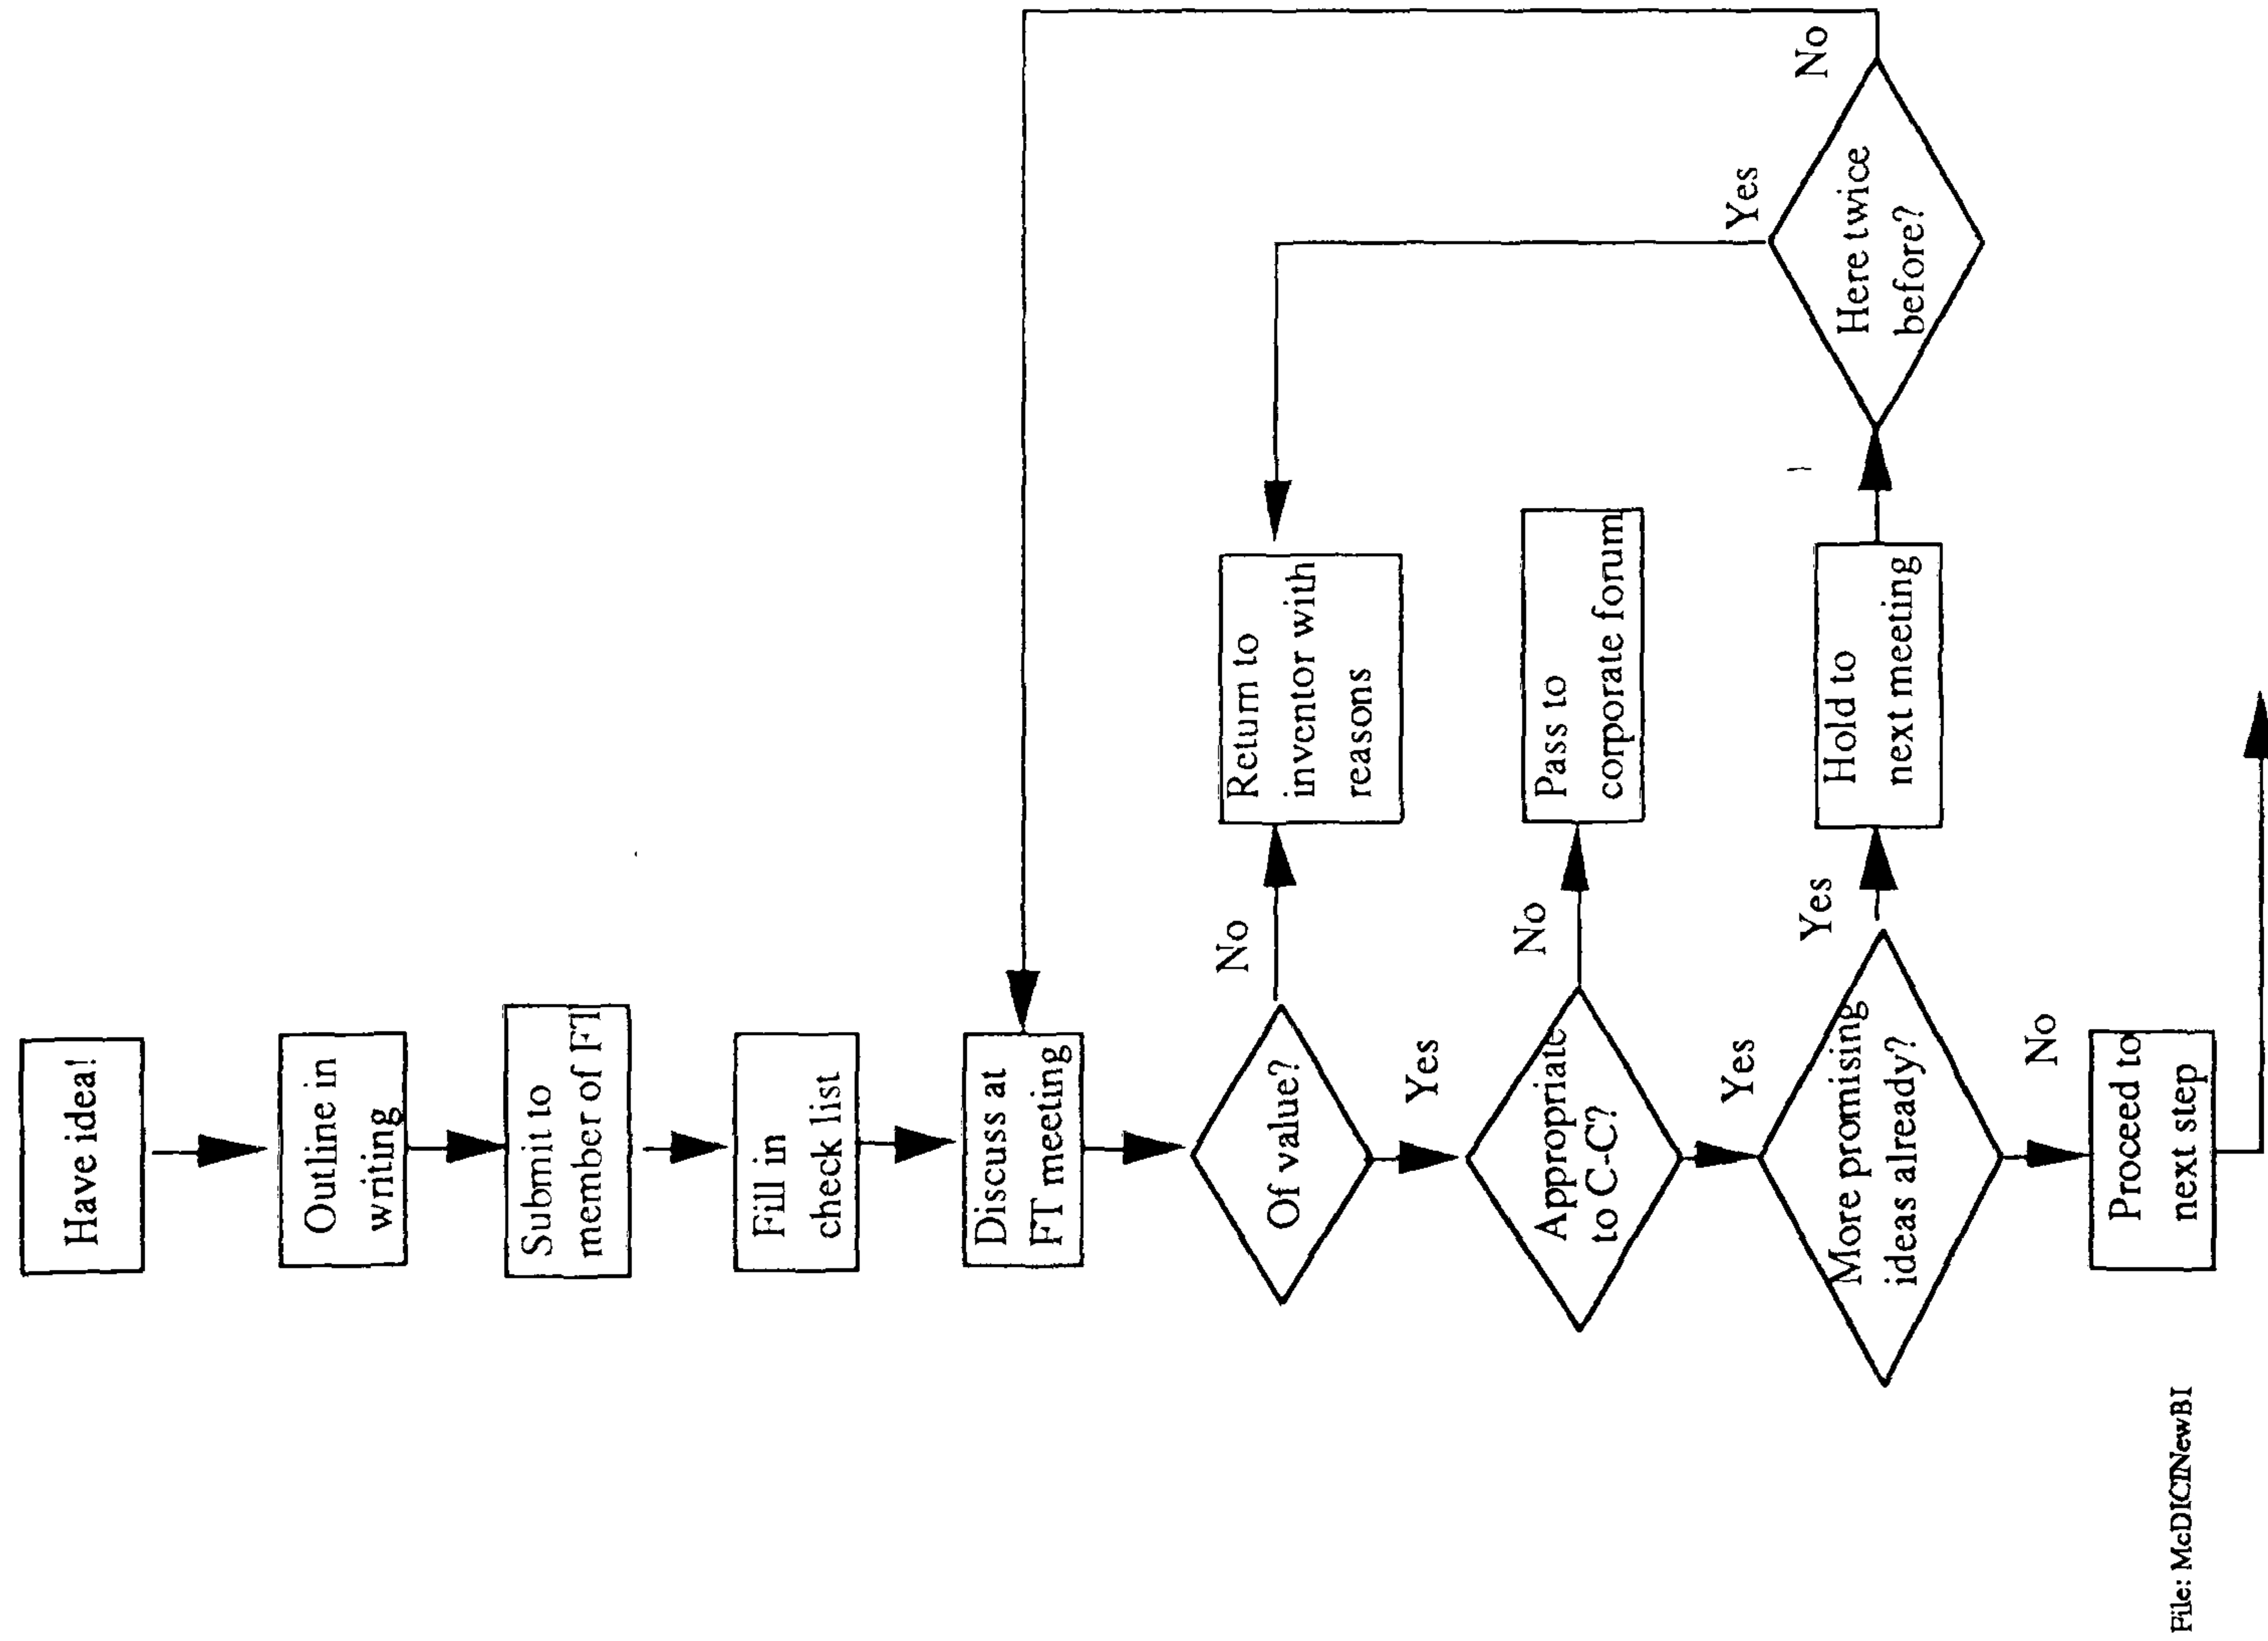 Have idea!
Outline in
writing
Submit to
member of FT
Fill in
check list
Discuss at
FT meeting
Of value?
No
Return to
inventor with
reasons
Yes
Appropriate
to C-C?
No
Pass to
corporate forum
Yes
More promising
ideas already?
Yes
Hold to
next meeting
Here twice
before?
Yes
No
No
Proceed to
next step
File: McDICTNewBI